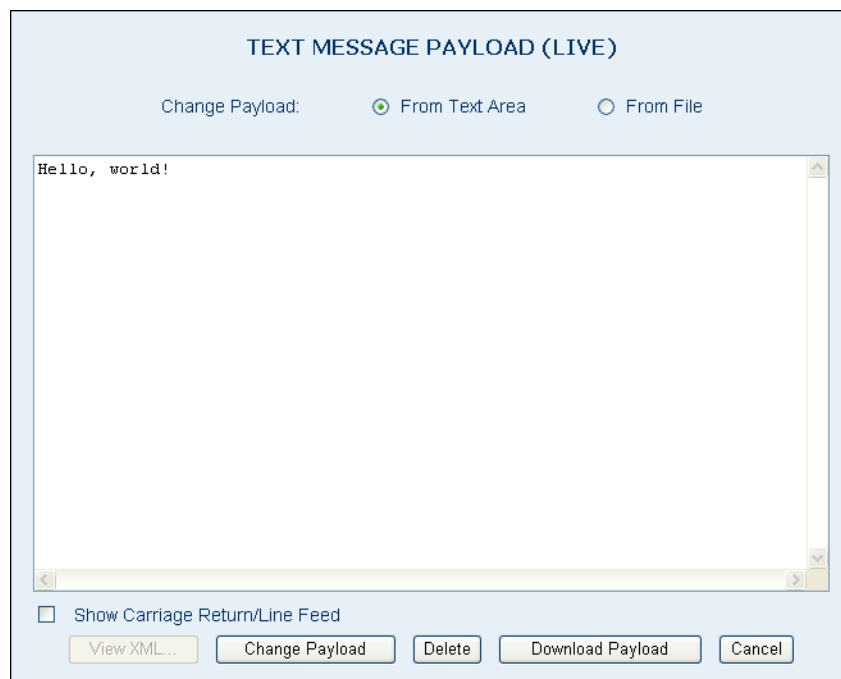 TEXT MESSAGE PAYLOAD (LIVE)
Change Payload: From Text Area From File
Hello, world!
Show Carriage Return/Line Feed
View XML... Change Payload Delete Download Payload Cancel